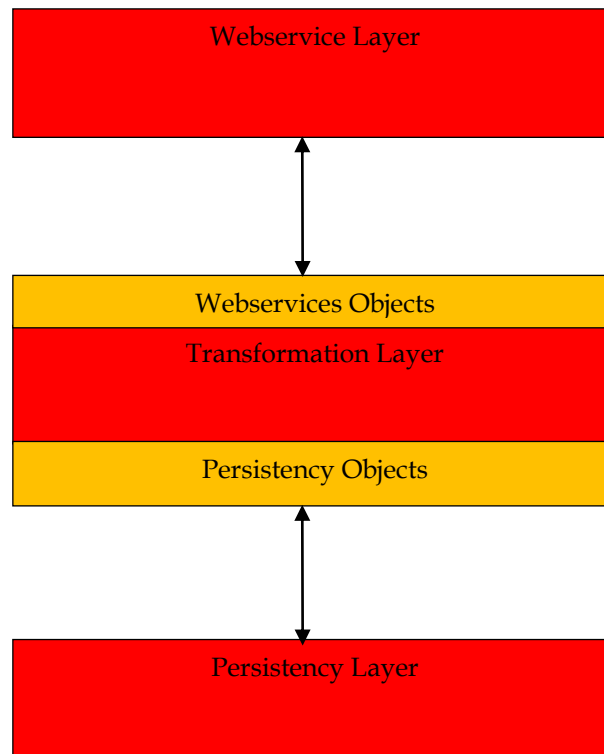 Webservice Layer
Webservices Objects
Transformation Layer
Persistency Objects
Persistency Layer